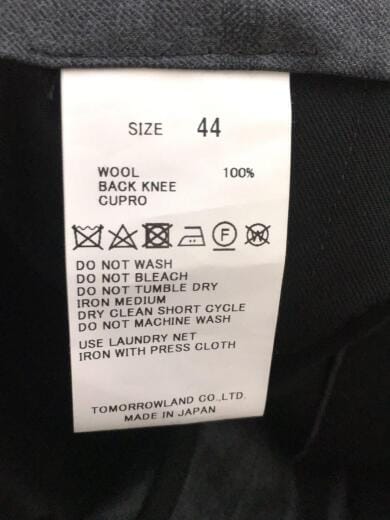 SIZE 44
WOOL 100%
BACK KNEE
CUPRO
F W
DO NOT WASH
DO NOT BLEACH
DO NOT TUMBLE DRY
IRON MEDIUM
DRY CLEAN SHORT CYCLE
DO NOT MACHINE WASH
USE LAUNDRY NET
IRON WITH PRESS CLOTH
TOMORROWLAND CO.,LTD.
MADE IN JAPAN